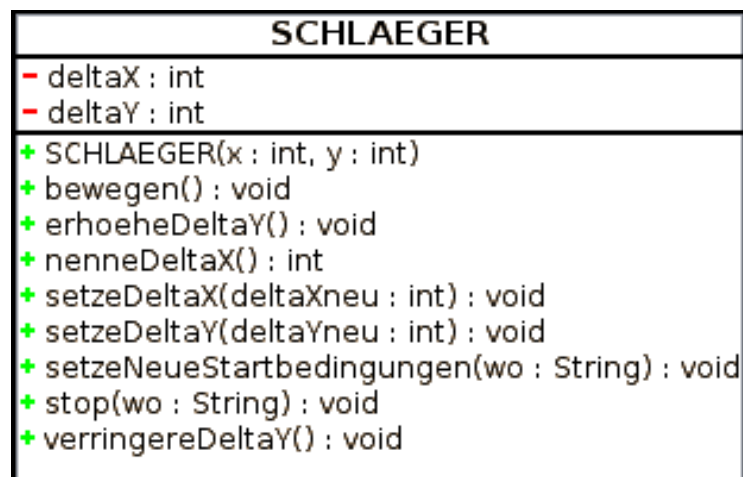 SCHLAEGER
- deltaX : int
- deltaY : int
+ SCHLAEGER(x : int, y : int)
+ bewegen() : void
+ erhoeheDeltaY() : void
+ nenneDeltaX() : int
+ setzeDeltaX(deltaXneu : int) : void
+ setzeDeltaY(deltaYneu : int) : void
+ setzeNeueStartbedingungen(wo : String) : void
+ stop(wo : String) : void
+ verringereDeltaY() : void